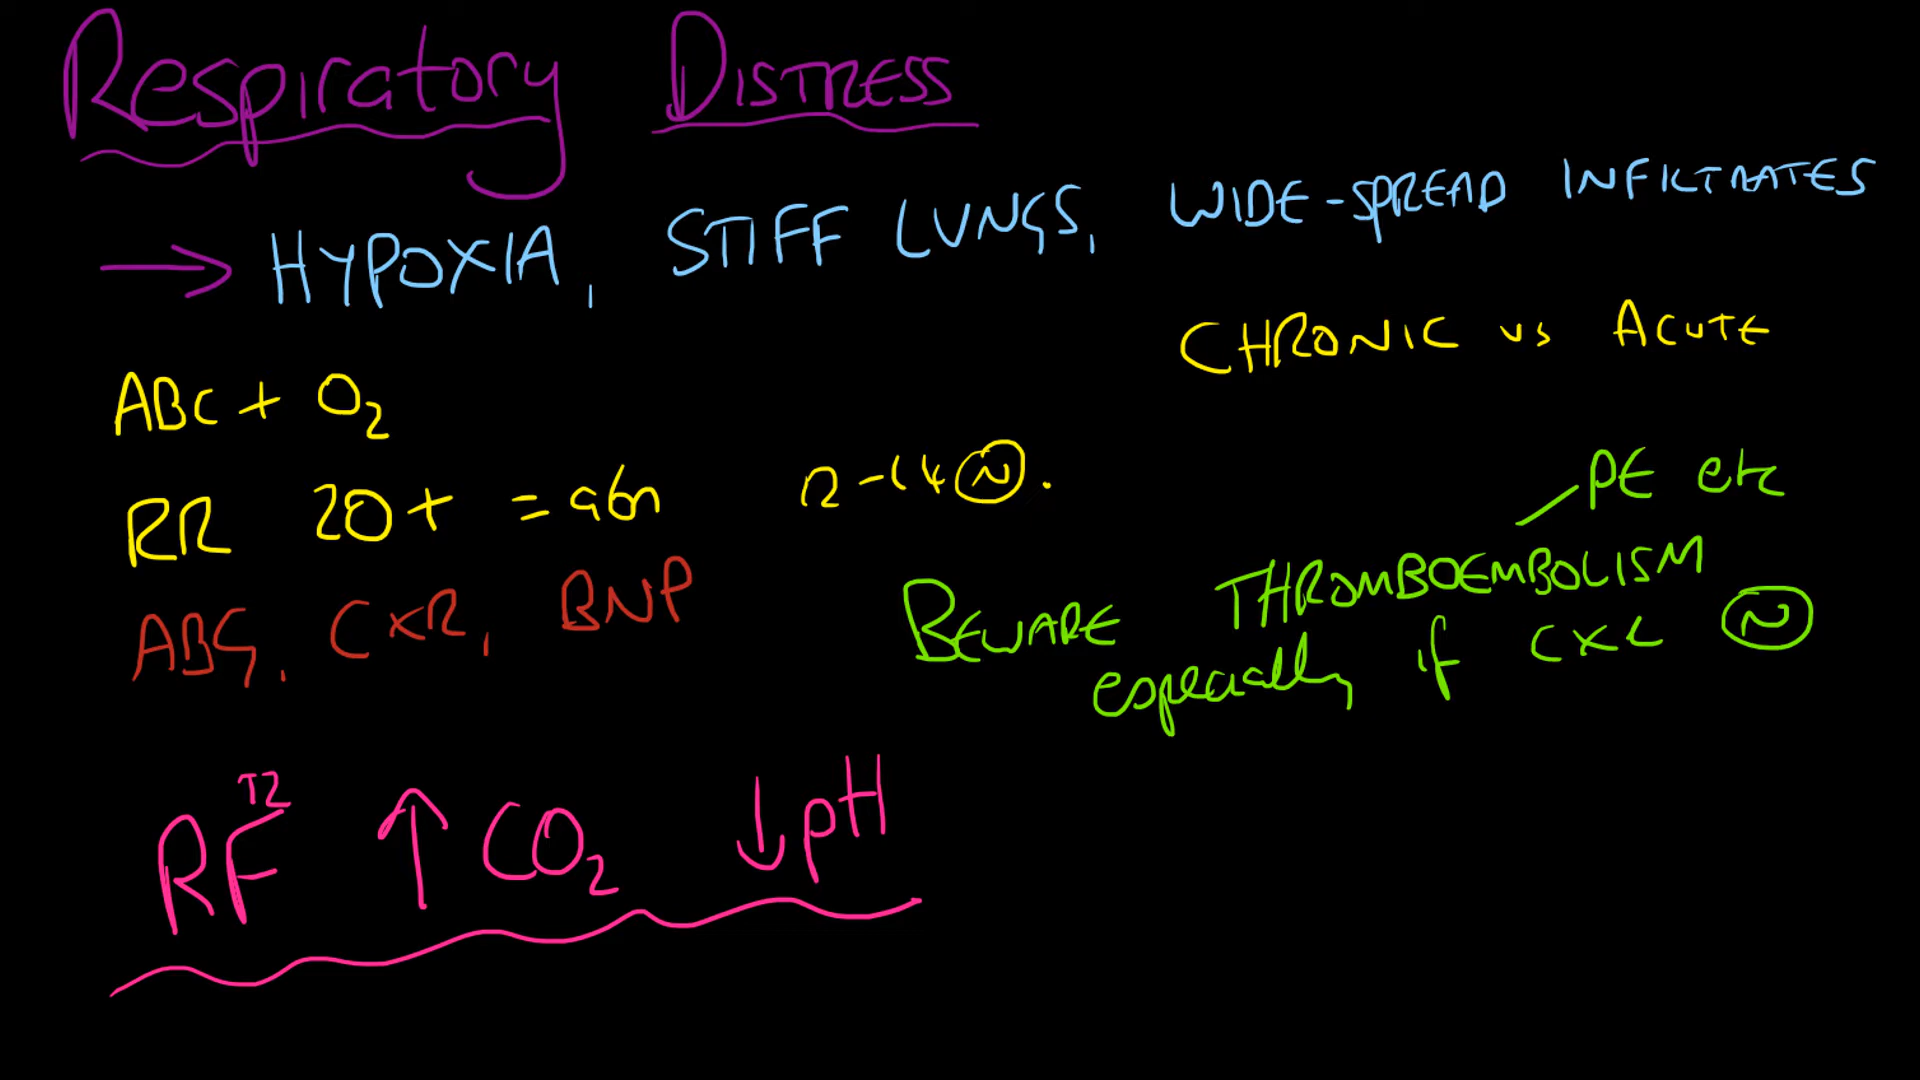 Respiratory DISTRESS
→ HYPOXIA, STIFF LUNGS, WIDE-SPREAD INFILTRATES
CHRONIC vs ACUTE
ABC + O₂
RR 20+ = abn 12-14 Ⓝ.
PE etc
ABG, CXR, BNP
BEWARE THROMBOEMBOLISM
especially if CXR Ⓝ
RF T2 ↑ CO₂ ↓ pH